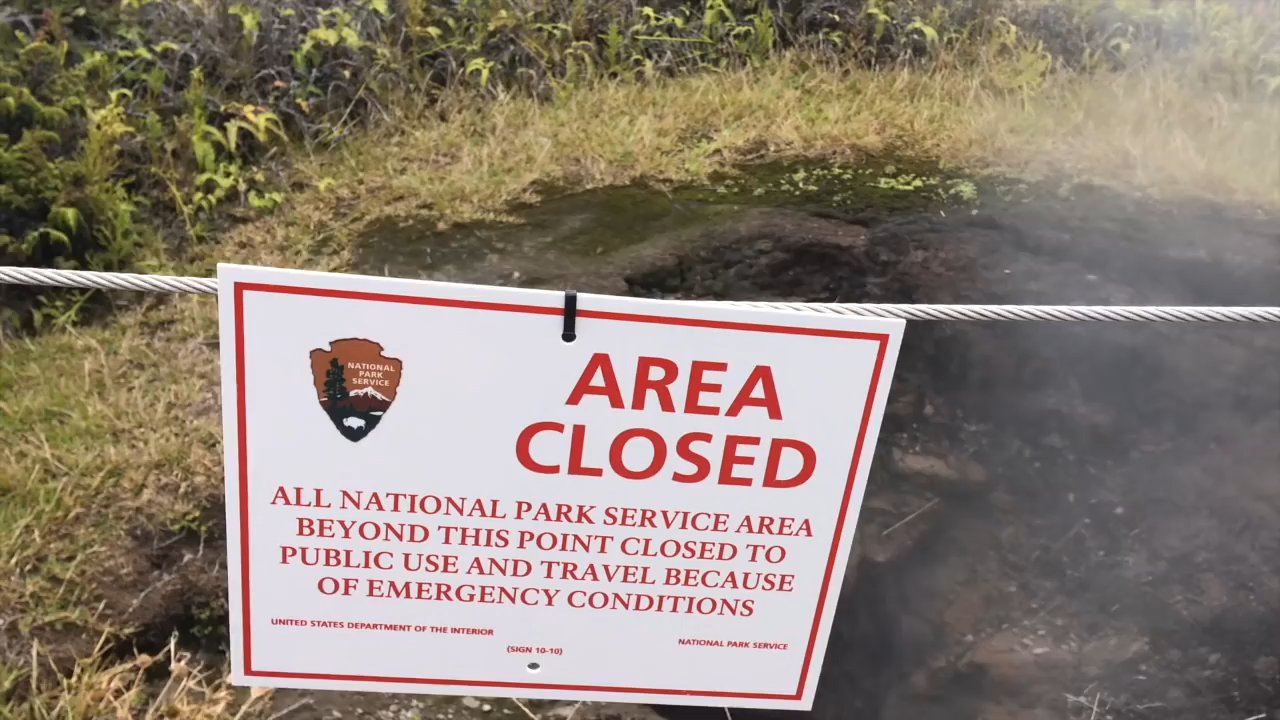 NATIONAL
PARK
SERVICE
AREA
CLOSED
ALL NATIONAL PARK SERVICE AREA
BEYOND THIS POINT CLOSED TO
PUBLIC USE AND TRAVEL BECAUSE
OF EMERGENCY CONDITIONS
UNITED STATES DEPARTMENT OF THE INTERIOR
(SIGN 10-10)
NATIONAL PARK SERVICE